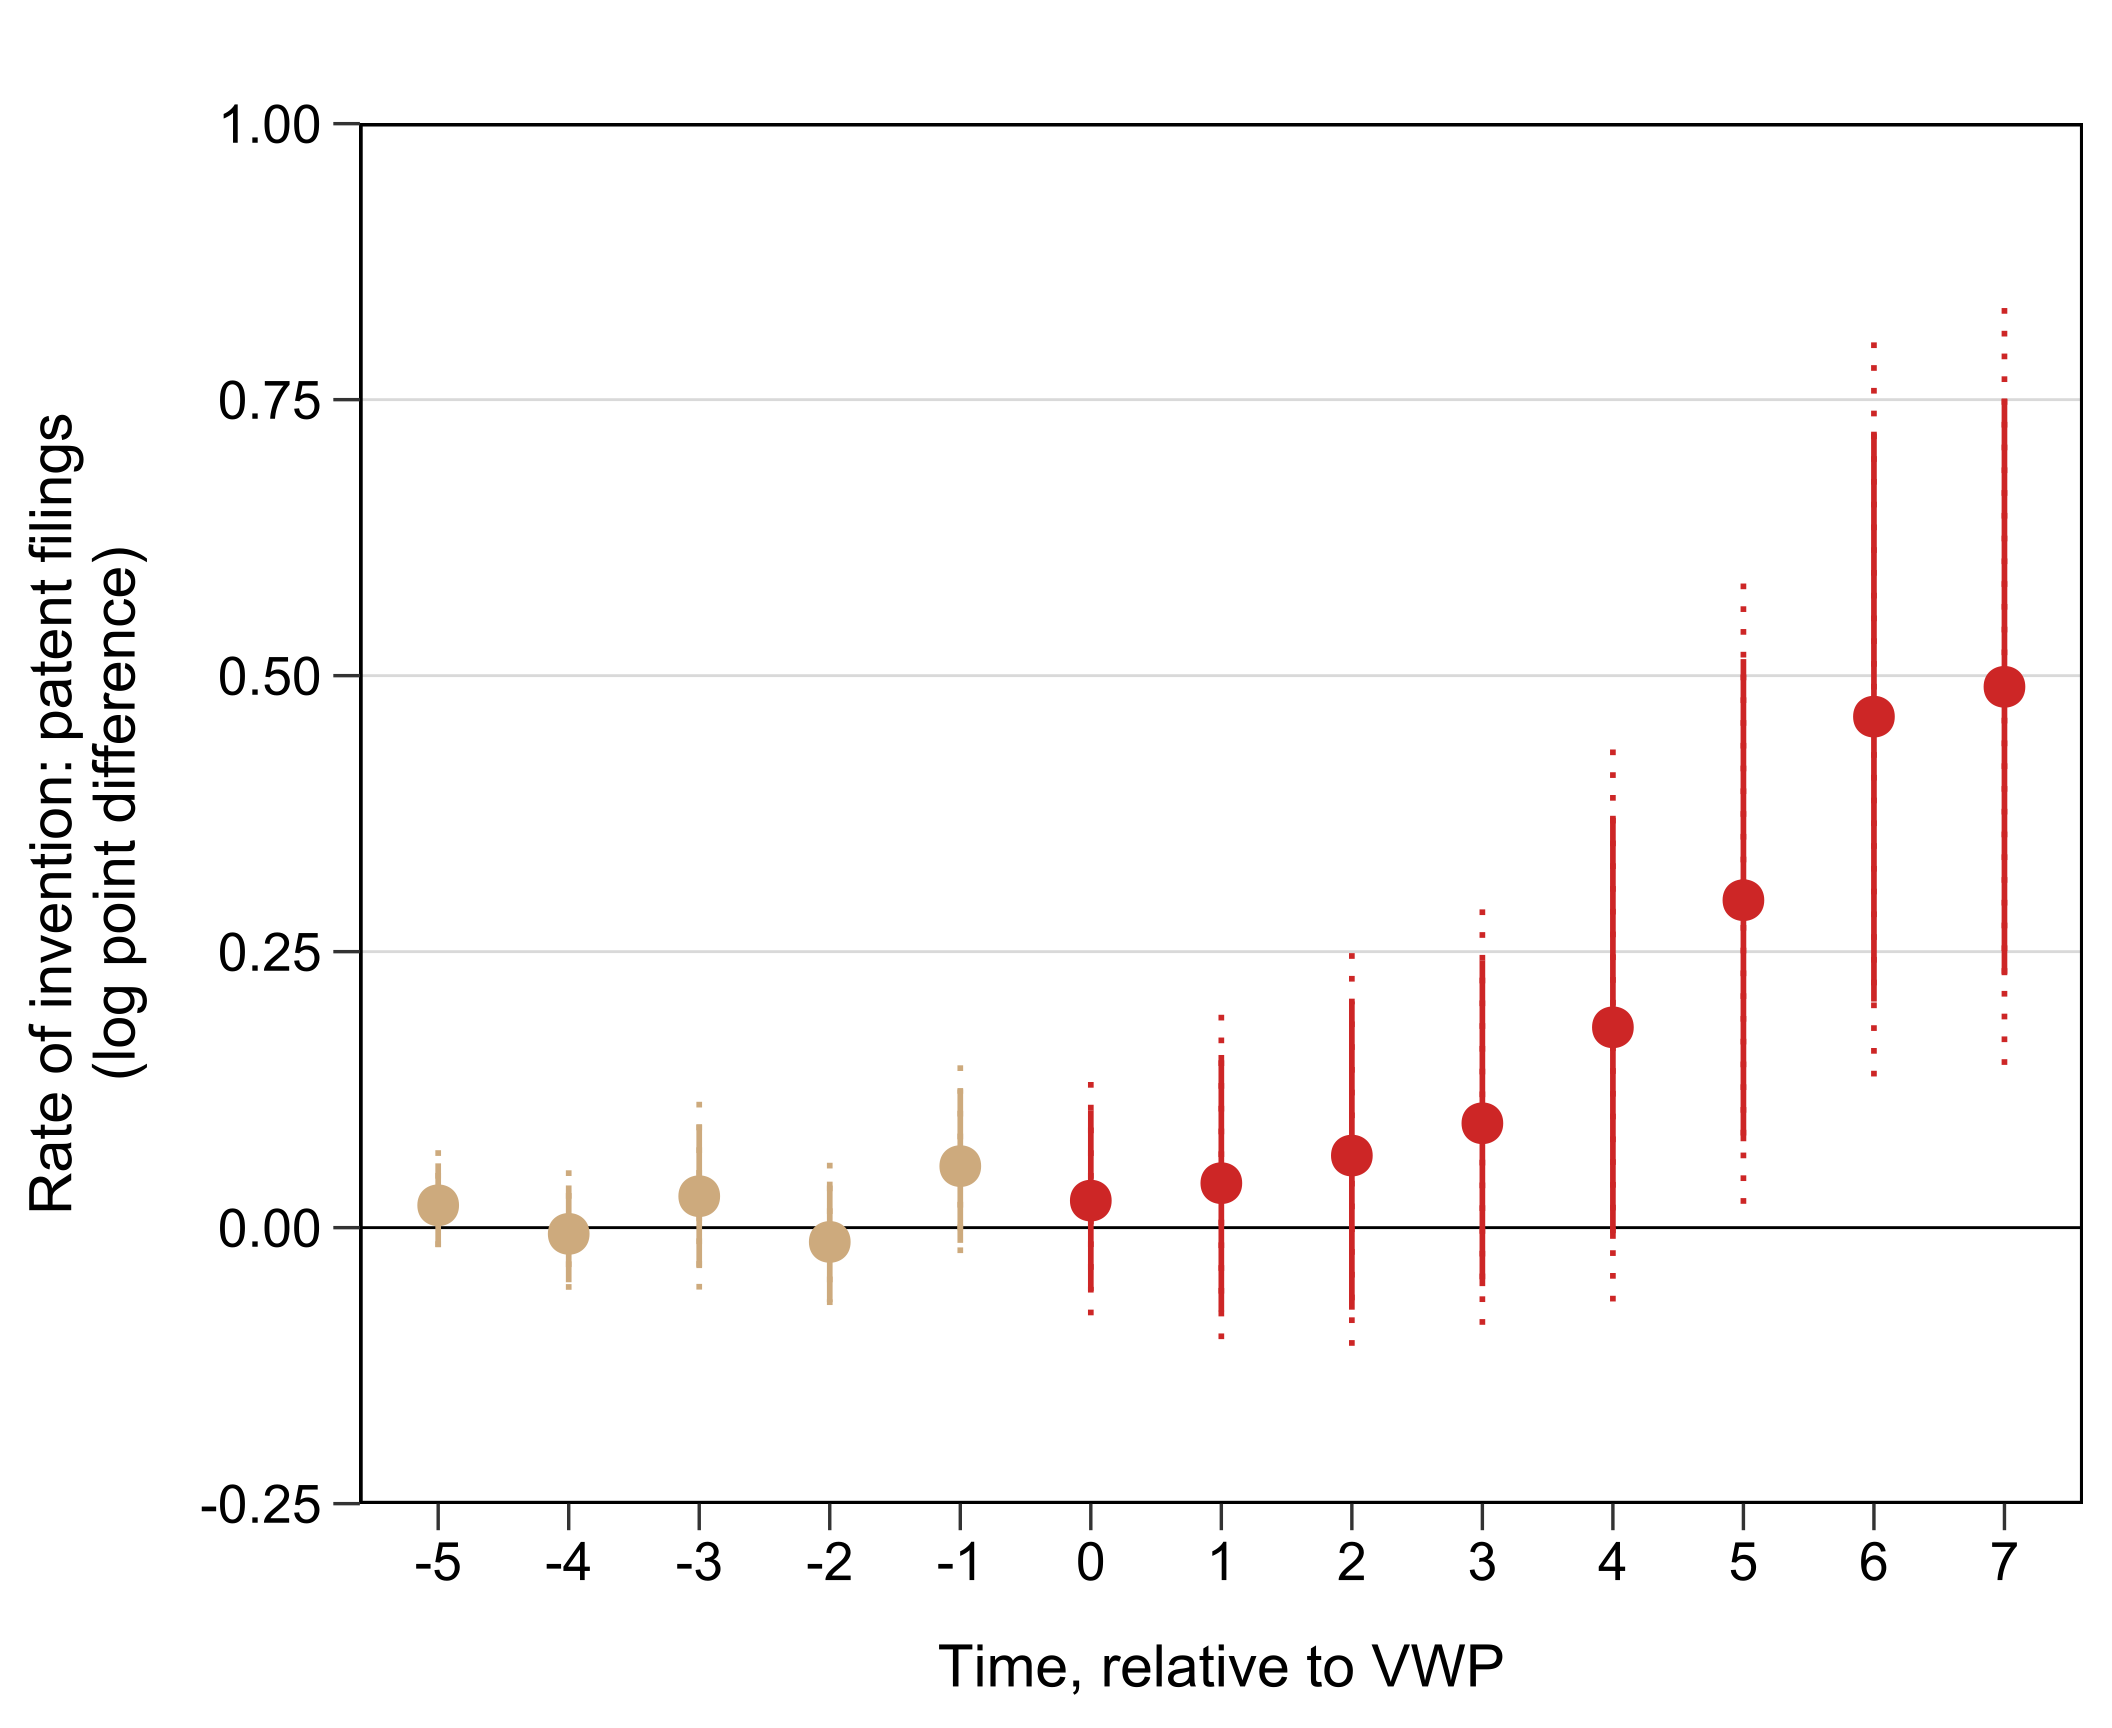 Rate of invention: patent filings
(log point difference)
1.00
0.75
0.50
0.25
0.00
-0.25
-5 -4 -3 -2 -1 0 1 2 3 4 5 6 7
Time, relative to VWP